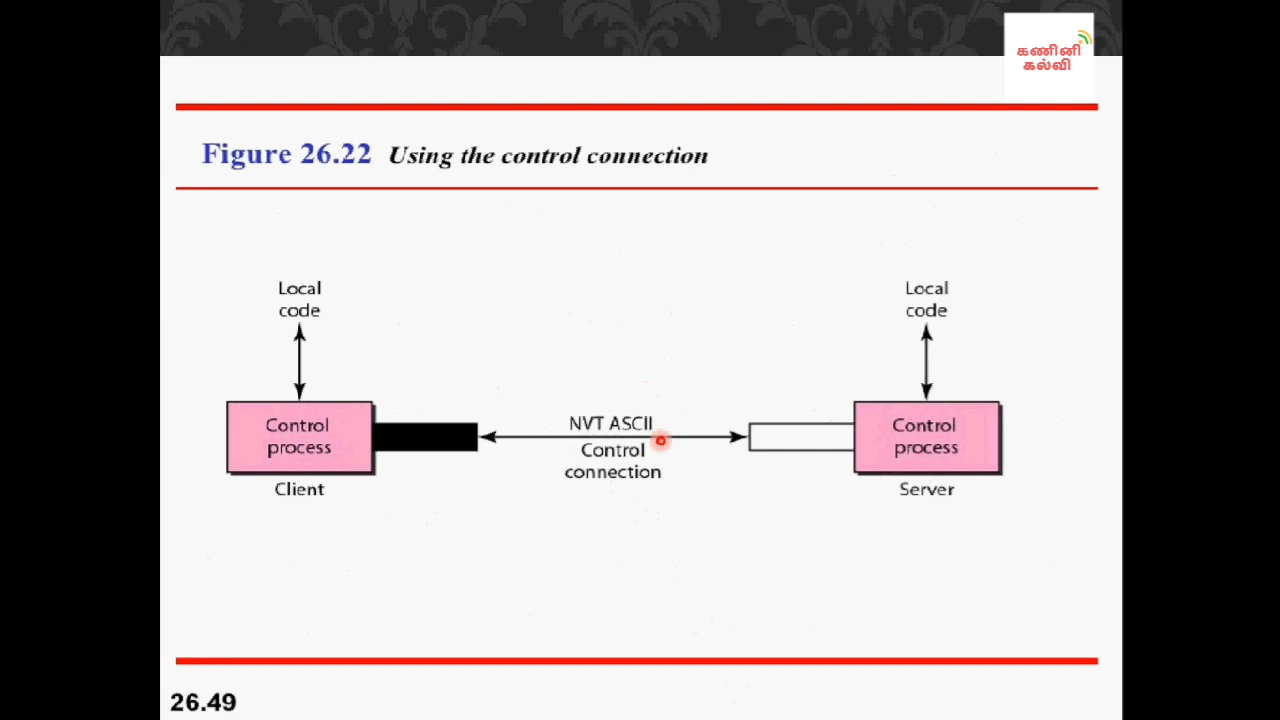 கணினி
கல்வி
Figure 26.22 Using the control connection
Local
code
Local
code
Control
process
NVT ASCII
Control
connection
Control
process
Client
Server
26.49